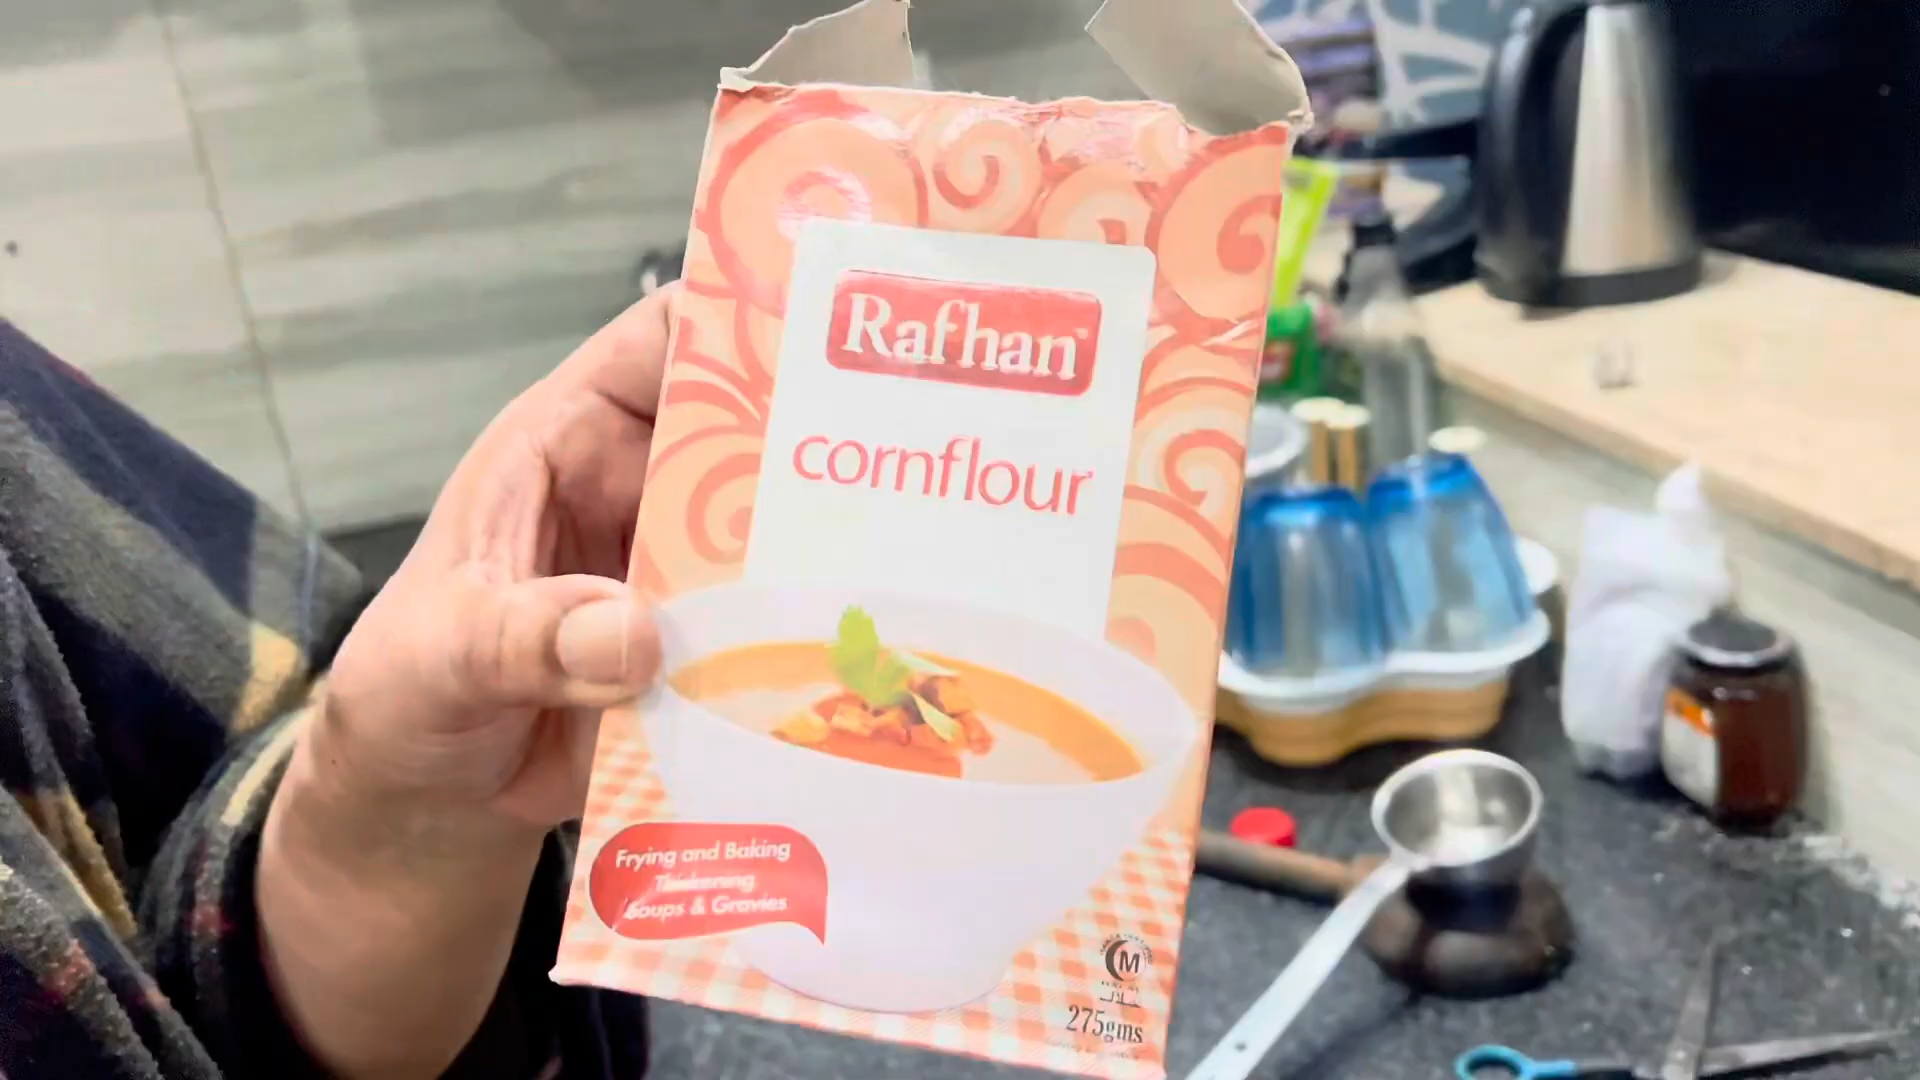 Rafhan
cornflour
Frying and Baking
Thickening
Soups & Gravies
M
275gms